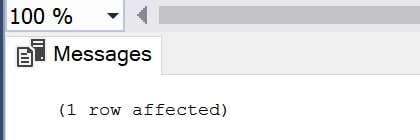 100 %
Messages
(1 row affected)